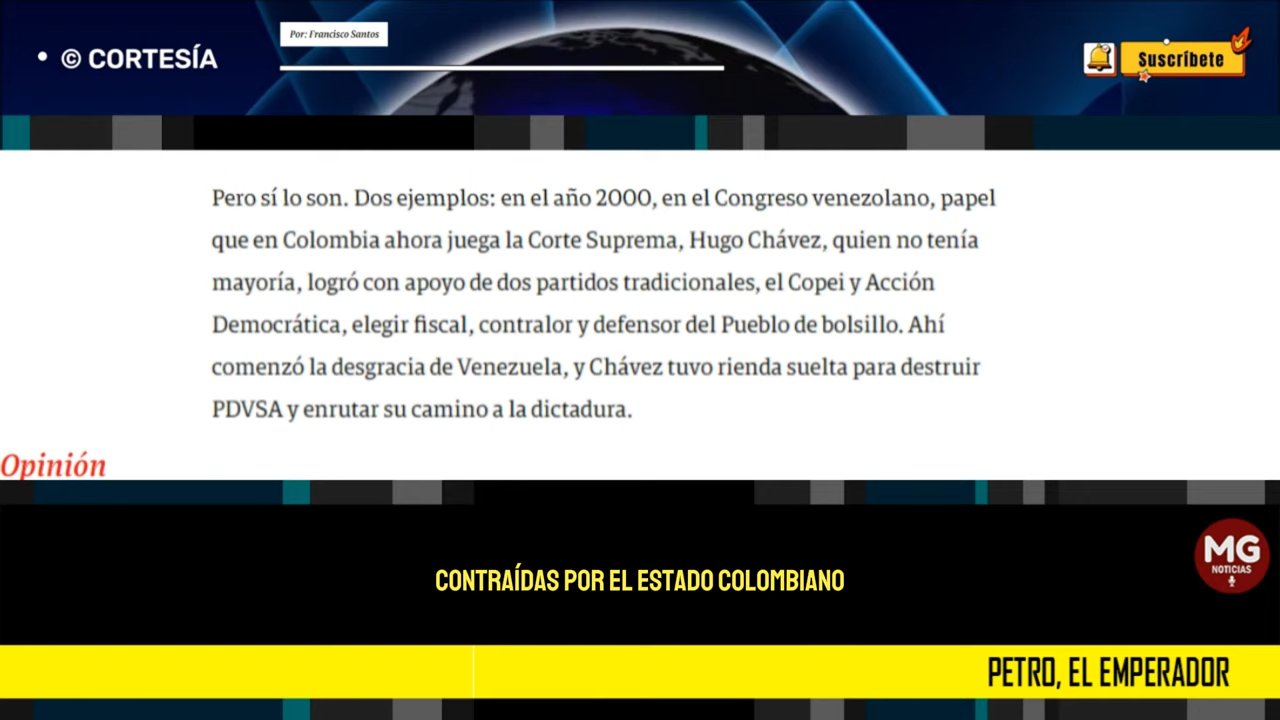 • © CORTESÍA
Por: Francisco Santos
Suscríbete
Pero sí lo son. Dos ejemplos: en el año 2000, en el Congreso venezolano, papel
que en Colombia ahora juega la Corte Suprema, Hugo Chávez, quien no tenía
mayoría, logró con apoyo de dos partidos tradicionales, el Copei y Acción
Democrática, elegir fiscal, contralor y defensor del Pueblo de bolsillo. Ahí
comenzó la desgracia de Venezuela, y Chávez tuvo rienda suelta para destruir
PDVSA y enrutar su camino a la dictadura.
Opinión
MG
NOTICIAS
CONTRAÍDAS POR EL ESTADO COLOMBIANO
PETRO, EL EMPERADOR